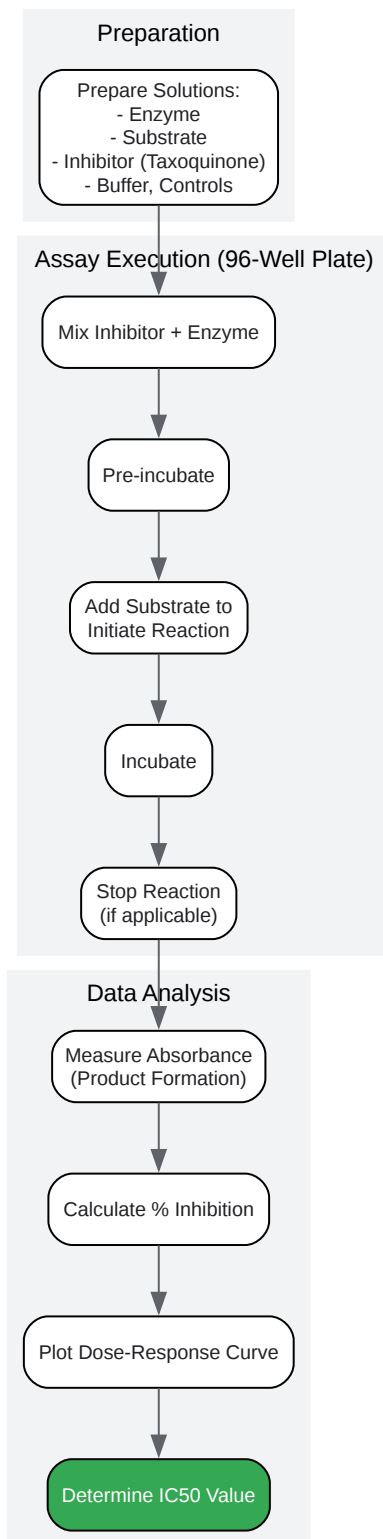 Preparation
Prepare Solutions:
- Enzyme
- Substrate
- Inhibitor (Taxoquinone)
- Buffer, Controls
Assay Execution (96-Well Plate)
Mix Inhibitor + Enzyme
Pre-incubate
Add Substrate to
Initiate Reaction
Incubate
Stop Reaction
(if applicable)
Data Analysis
Measure Absorbance
(Product Formation)
Calculate % Inhibition
Plot Dose-Response Curve
Determine IC50 Value